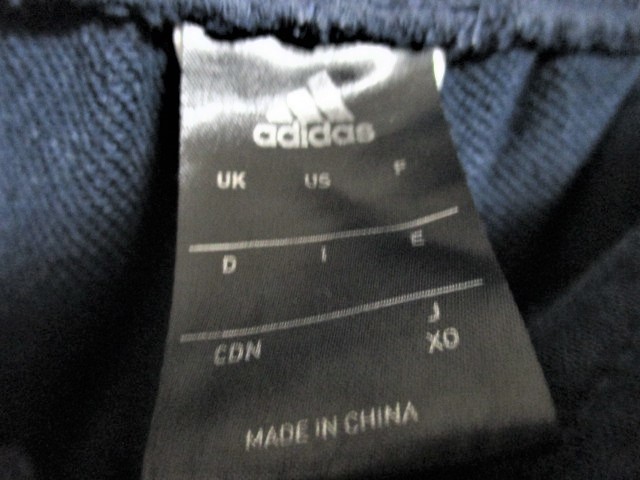 adidas
UK US F
D I E
CDN J
XO
MADE IN CHINA